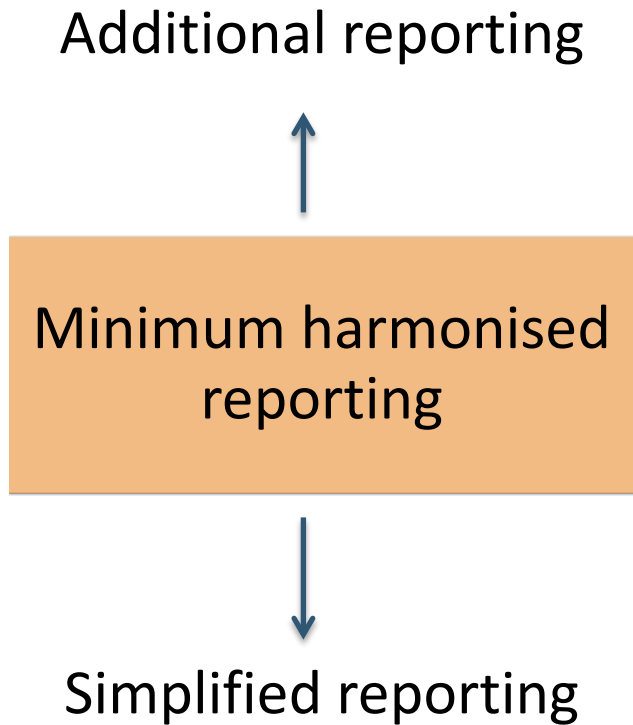 Additional reporting
Minimum harmonised
reporting
Simplified reporting